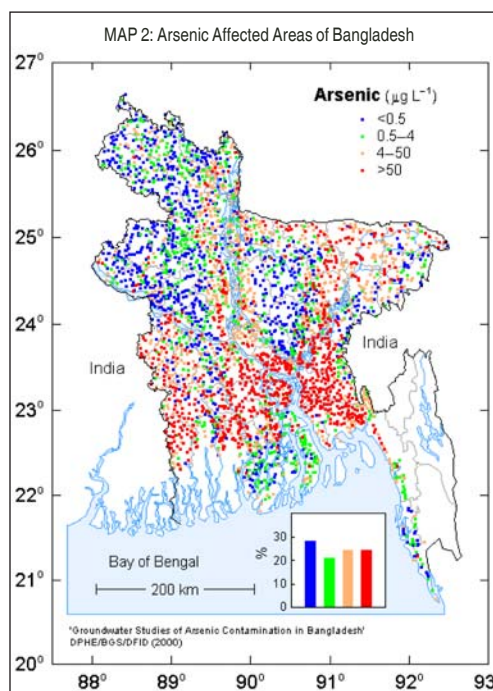 MAP 2: Arsenic Affected Areas of Bangladesh
27°
26°
25°
24°
23°
22°
21°
20°
Arsenic (µg L⁻¹)
<0.5
0.5–4
4–50
>50
India
India
Bay of Bengal
200 km
%
30
20
10
0
'Groundwater Studies of Arsenic Contamination in Bangladesh'
DPHE/BGS/DFID (2000)
88° 89° 90° 91° 92° 93